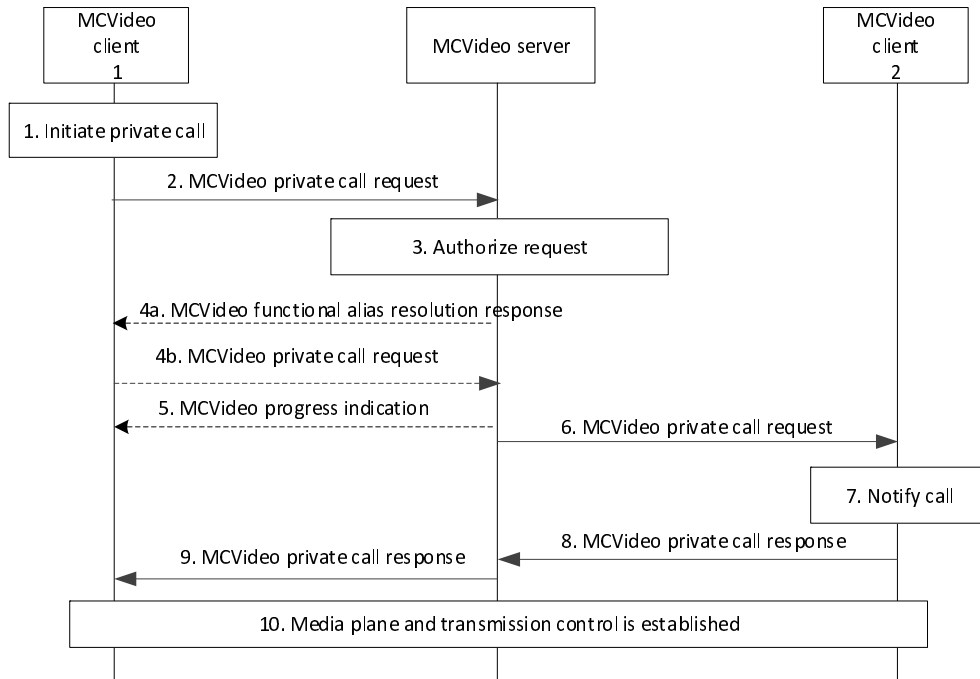 MCVideo
client
1
MCVideo server
MCVideo
client
2
1. Initiate private call
2. MCVideo private call request
3. Authorize request
4a. MCVideo functional alias resolution response
4b. MCVideo private call request
5. MCVideo progress indication
6. MCVideo private call request
7. Notify call
8. MCVideo private call response
9. MCVideo private call response
10. Media plane and transmission control is established